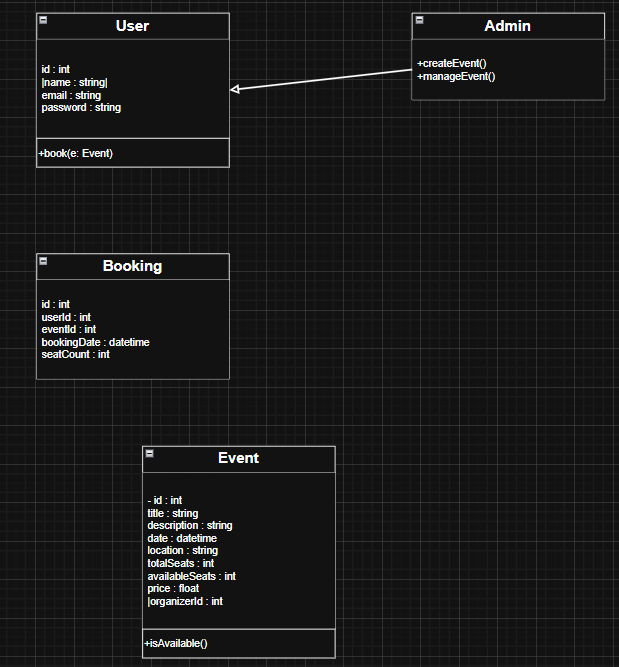 User
id : int
|name : string|
email : string
password : string
+book(e: Event)
Admin
+createEvent()
+manageEvent()
Booking
id : int
userId : int
eventId : int
bookingDate : datetime
seatCount : int
Event
- id : int
title : string
description : string
date : datetime
location : string
totalSeats : int
availableSeats : int
price : float
|organizerId : int
+isAvailable()